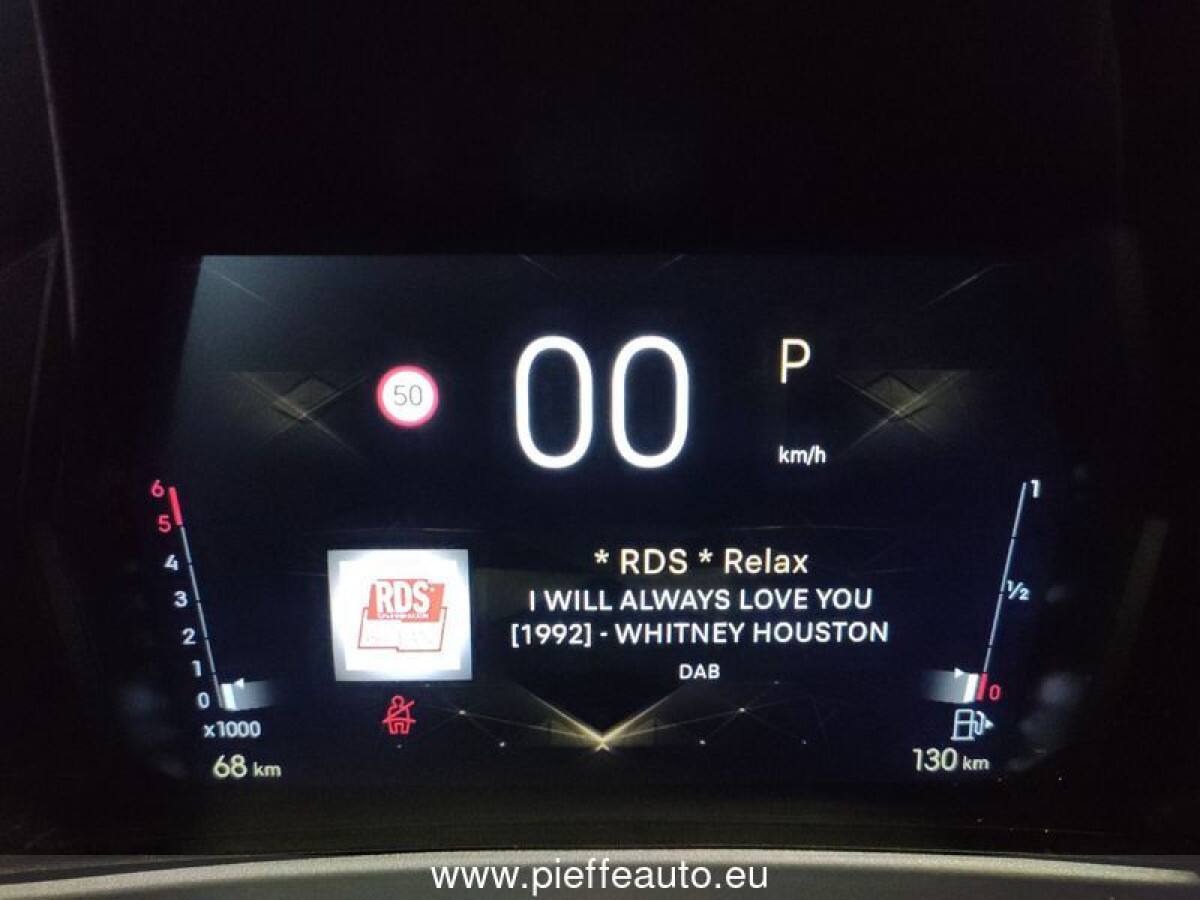 00
P
50
km/h
6
5
4
3
2
1
0
x1000
68 km
RDS
* RDS * Relax
I WILL ALWAYS LOVE YOU
[1992] - WHITNEY HOUSTON
DAB
1
1/2
0
130 km
www.pieffeauto.eu